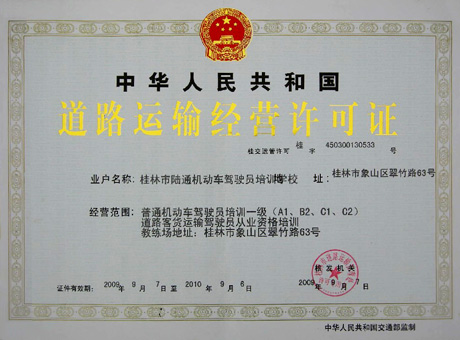 中华人民共和国
道路运输经营许可证
桂交运管许可 桂 字 450300130533 号
业户名称：桂林市陆通机动车驾驶员培训学校 地址：桂林市象山区翠竹路63号
经营范围：普通机动车驾驶员培训一级（A1、B2、C1、C2）
道路客货运输驾驶员从业资格培训
教练场地址：桂林市象山区翠竹路63号
核发机关
证件有效期：2009年 9 月 7 日 至 2010 年 9 月 6 日 2009 年 9 月 7 日
中华人民共和国交通部监制